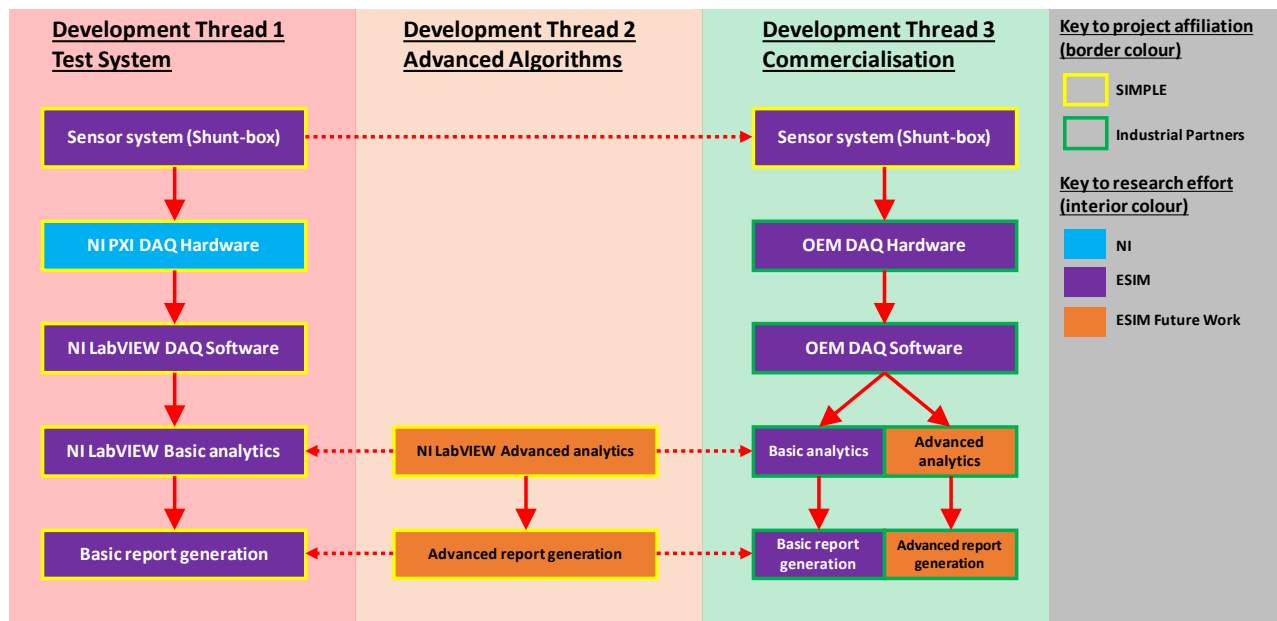 Development Thread 1
Test System
Sensor system (Shunt-box)
NI PXI DAQ Hardware
NI LabVIEW DAQ Software
NI LabVIEW Basic analytics
Basic report generation
Development Thread 2
Advanced Algorithms
NI LabVIEW Advanced analytics
Advanced report generation
Development Thread 3
Commercialisation
Sensor system (Shunt-box)
OEM DAQ Hardware
OEM DAQ Software
Basic analytics
Advanced
analytics
Basic report
generation
Advanced report
generation
Key to project affiliation
(border colour)
SIMPLE
Industrial Partners
Key to research effort
(interior colour)
NI
ESIM
ESIM Future Work